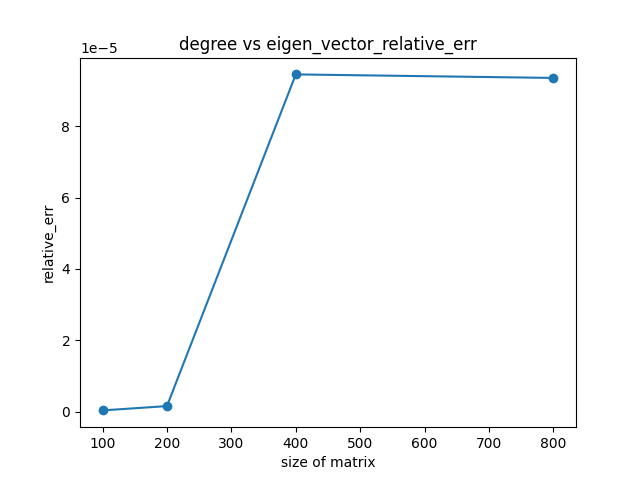 degree vs eigen_vector_relative_err
1e−5
8
6
4
2
0
relative_err
100 200 300 400 500 600 700 800
size of matrix